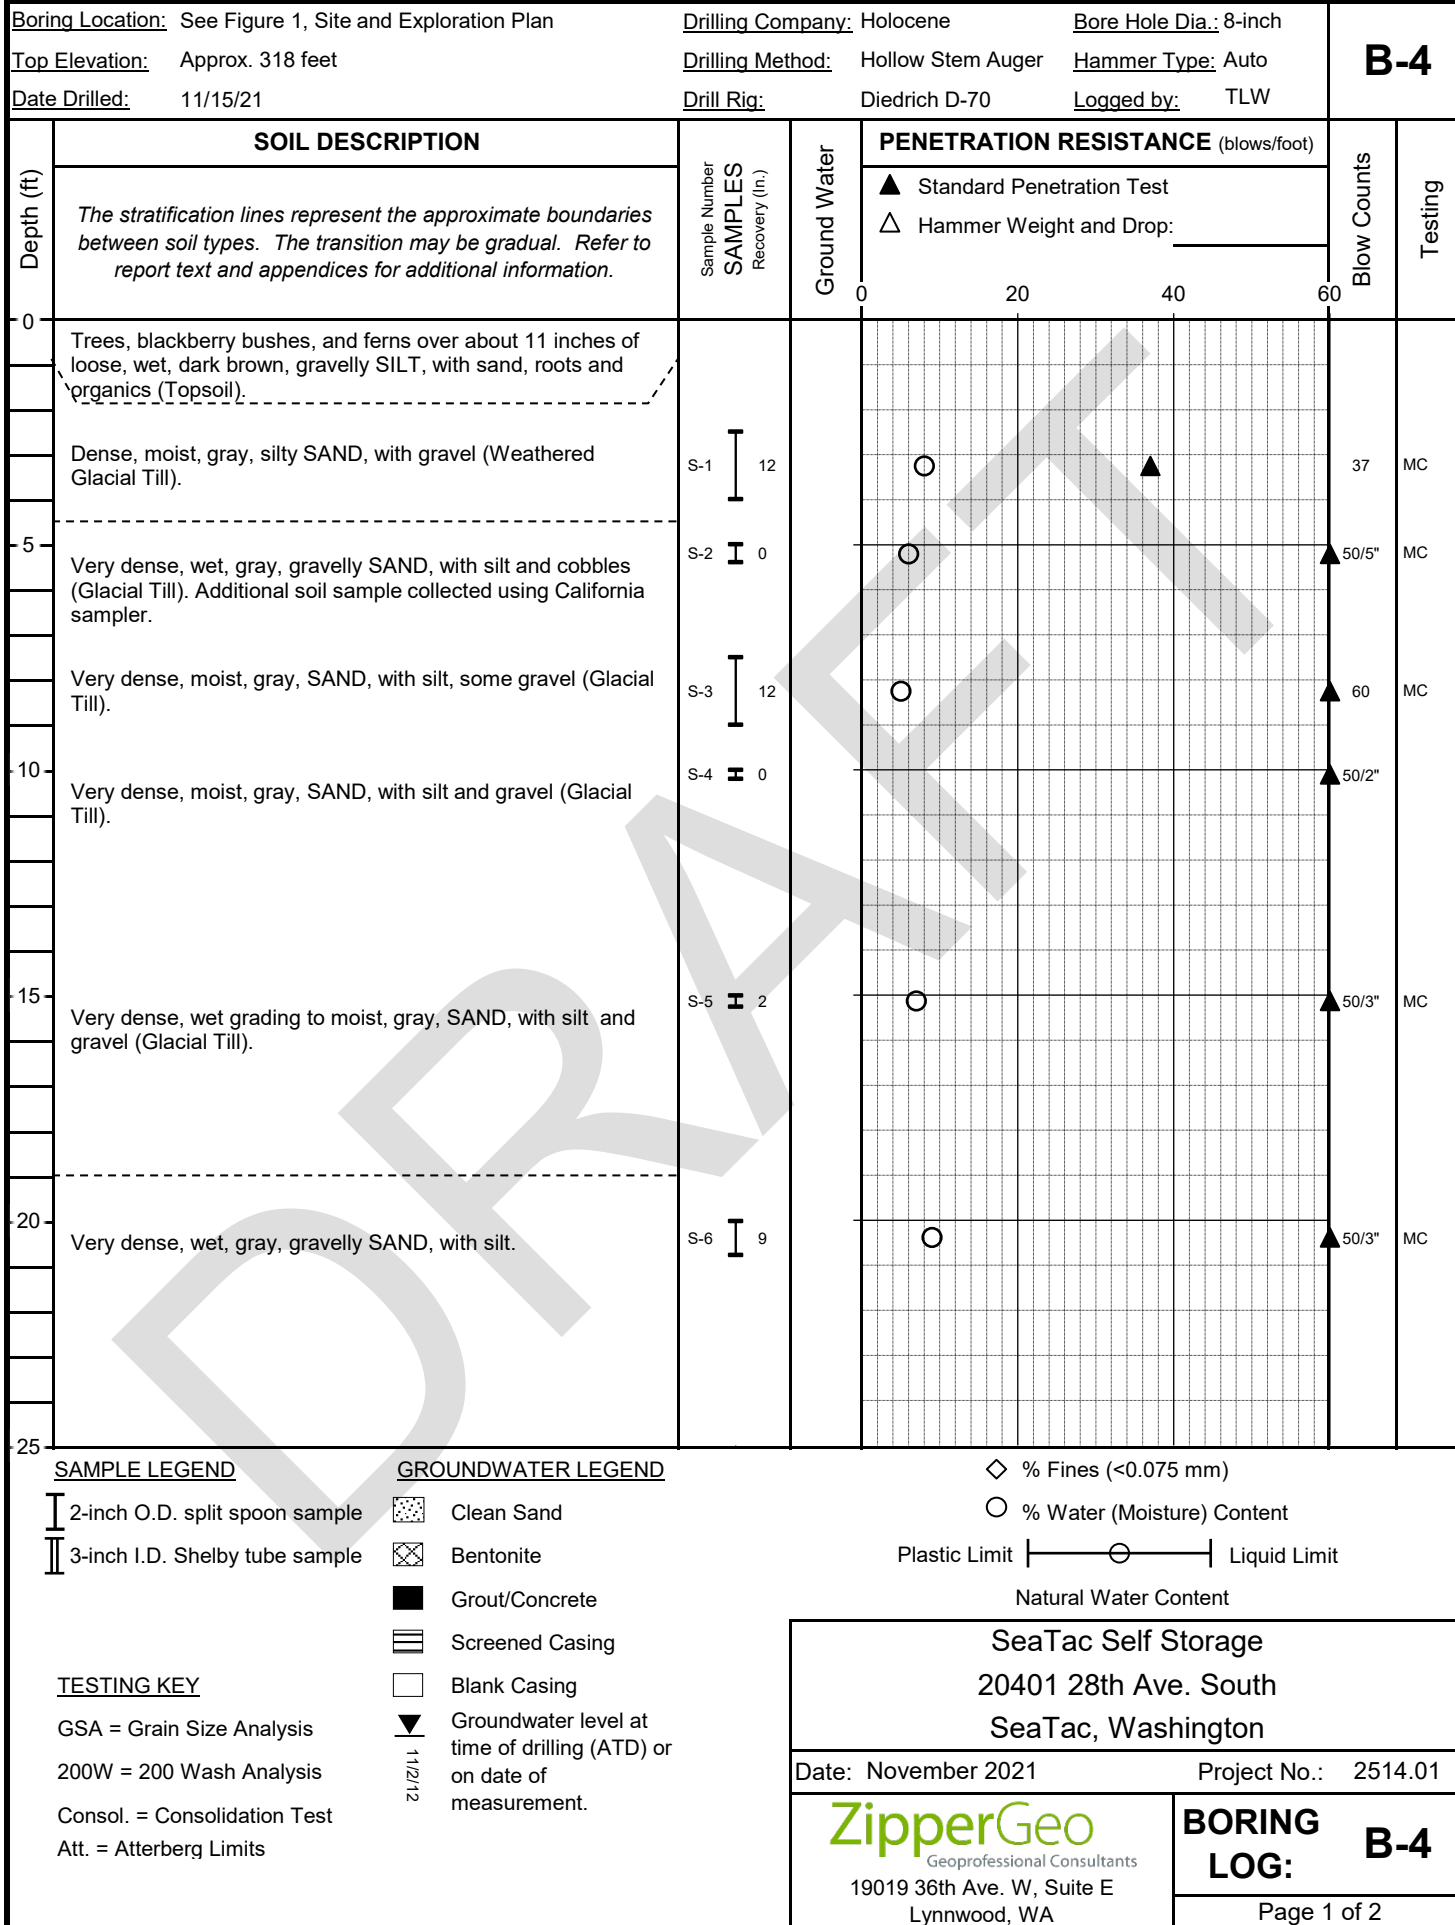 Boring Location: See Figure 1, Site and Exploration Plan Drilling Company: Holocene Bore Hole Dia.: 8-inch
Top Elevation: Approx. 318 feet Drilling Method: Hollow Stem Auger Hammer Type: Auto
B-4
Date Drilled: 11/15/21 Drill Rig: Diedrich D-70 Logged by: TLW
Depth (ft)
SOIL DESCRIPTION
The stratification lines represent the approximate boundaries
between soil types. The transition may be gradual. Refer to
report text and appendices for additional information.
Sample Number
SAMPLES
Recovery (In.)
Ground Water
PENETRATION RESISTANCE (blows/foot)
▲ Standard Penetration Test
△ Hammer Weight and Drop:
0 20 40 60
Blow Counts
Testing
0
Trees, blackberry bushes, and ferns over about 11 inches of
loose, wet, dark brown, gravelly SILT, with sand, roots and
organics (Topsoil).
Dense, moist, gray, silty SAND, with gravel (Weathered
Glacial Till).
S-1 12 37 MC
5
S-2 0 50/5" MC
Very dense, wet, gray, gravelly SAND, with silt and cobbles
(Glacial Till). Additional soil sample collected using California
sampler.
Very dense, moist, gray, SAND, with silt, some gravel (Glacial
Till).
S-3 12 60 MC
10
S-4 0 50/2"
Very dense, moist, gray, SAND, with silt and gravel (Glacial
Till).
15
S-5 2 50/3" MC
Very dense, wet grading to moist, gray, SAND, with silt and
gravel (Glacial Till).
20
Very dense, wet, gray, gravelly SAND, with silt.
S-6 9 50/3" MC
25
DRAFT
SAMPLE LEGEND
2-inch O.D. split spoon sample
3-inch I.D. Shelby tube sample
GROUNDWATER LEGEND
Clean Sand
Bentonite
Grout/Concrete
Screened Casing
Blank Casing
Groundwater level at
time of drilling (ATD) or
on date of
measurement.
11/2/12
% Fines (<0.075 mm)
% Water (Moisture) Content
Plastic Limit Liquid Limit
Natural Water Content
TESTING KEY
GSA = Grain Size Analysis
200W = 200 Wash Analysis
Consol. = Consolidation Test
Att. = Atterberg Limits
SeaTac Self Storage
20401 28th Ave. South
SeaTac, Washington
Date: November 2021 Project No.: 2514.01
ZipperGeo
Geoprofessional Consultants
19019 36th Ave. W, Suite E
Lynnwood, WA
BORING
LOG:
B-4
Page 1 of 2